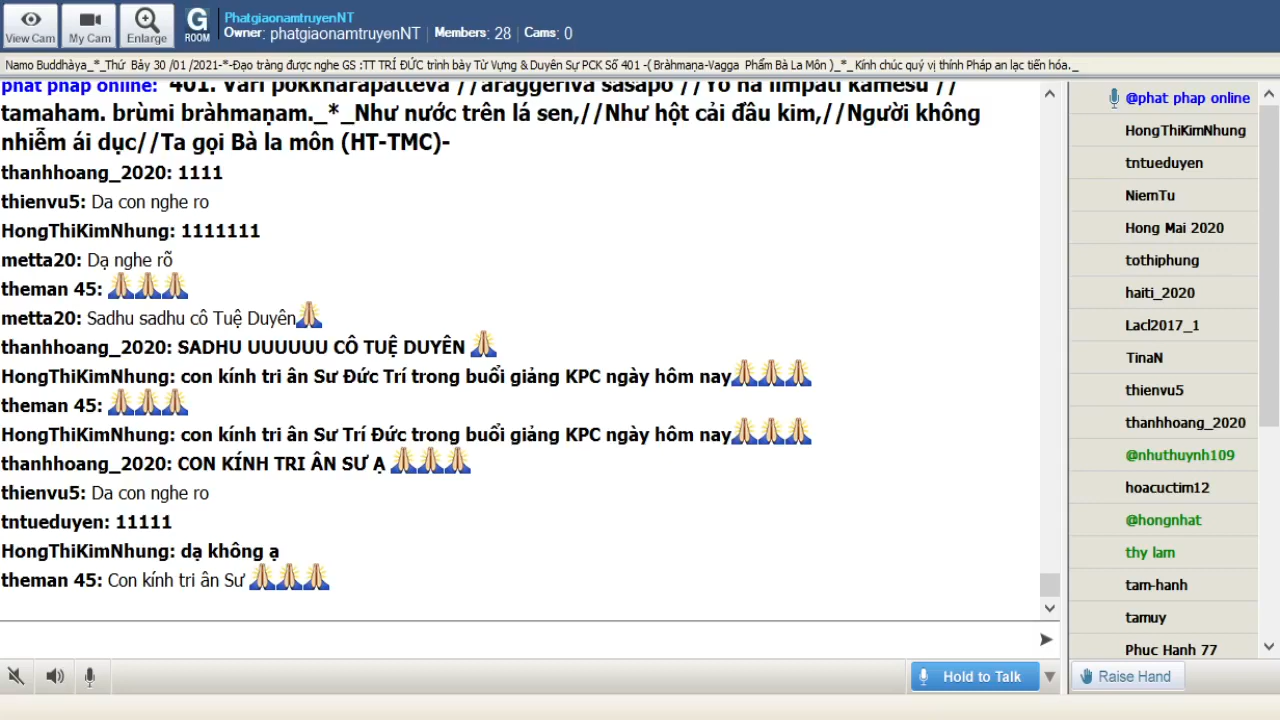 View Cam
My Cam
Enlarge
G
ROOM
PhatgiaonamtruyenNT
Owner: phatgiaonamtruyenNT Members: 28 Cams: 0
Namo Buddhàya_*_Thứ Bảy 30 /01 /2021-*-Đạo tràng được nghe GS :TT TRÍ ĐỨC trình bày Từ Vựng & Duyên Sự PCK Số 401 -( Bràhmaṇa-Vagga Phẩm Bà La Môn )_*_ Kính chúc quý vị thính Pháp an lạc tiến hóa._
phat phap online: 401. Vàri pokkharapatteva //àraggeriva sàsapo //Yo na limpati kàmesu //
tamaham. brùmi bràhmaṇam._*_Như nước trên lá sen,//Như hột cải đầu kim,//Người không
nhiễm ái dục//Ta gọi Bà la môn (HT-TMC)-
thanhhoang_2020: 1111
thienvu5: Da con nghe ro
HongThiKimNhung: 1111111
metta20: Dạ nghe rõ
theman 45: 🙏🙏🙏
metta20: Sadhu sadhu cô Tuệ Duyên🙏
thanhhoang_2020: SADHU UUUUUU CÔ TUỆ DUYÊN 🙏
HongThiKimNhung: con kính tri ân Sư Đức Trí trong buổi giảng KPC ngày hôm nay🙏🙏🙏
theman 45: 🙏🙏🙏
HongThiKimNhung: con kính tri ân Sư Trí Đức trong buổi giảng KPC ngày hôm nay🙏🙏🙏
thanhhoang_2020: CON KÍNH TRI ÂN SƯ Ạ 🙏🙏🙏
thienvu5: Da con nghe ro
tntueduyen: 11111
HongThiKimNhung: dạ không ạ
theman 45: Con kính tri ân Sư 🙏🙏🙏
Hold to Talk
@phat phap online
HongThiKimNhung
tntueduyen
NiemTu
Hong Mai 2020
tothiphung
haiti_2020
Lacl2017_1
TinaN
thienvu5
thanhhoang_2020
@nhuthuynh109
hoacuctim12
@hongnhat
thy lam
tam-hanh
tamuy
Phuc Hanh 77
Raise Hand